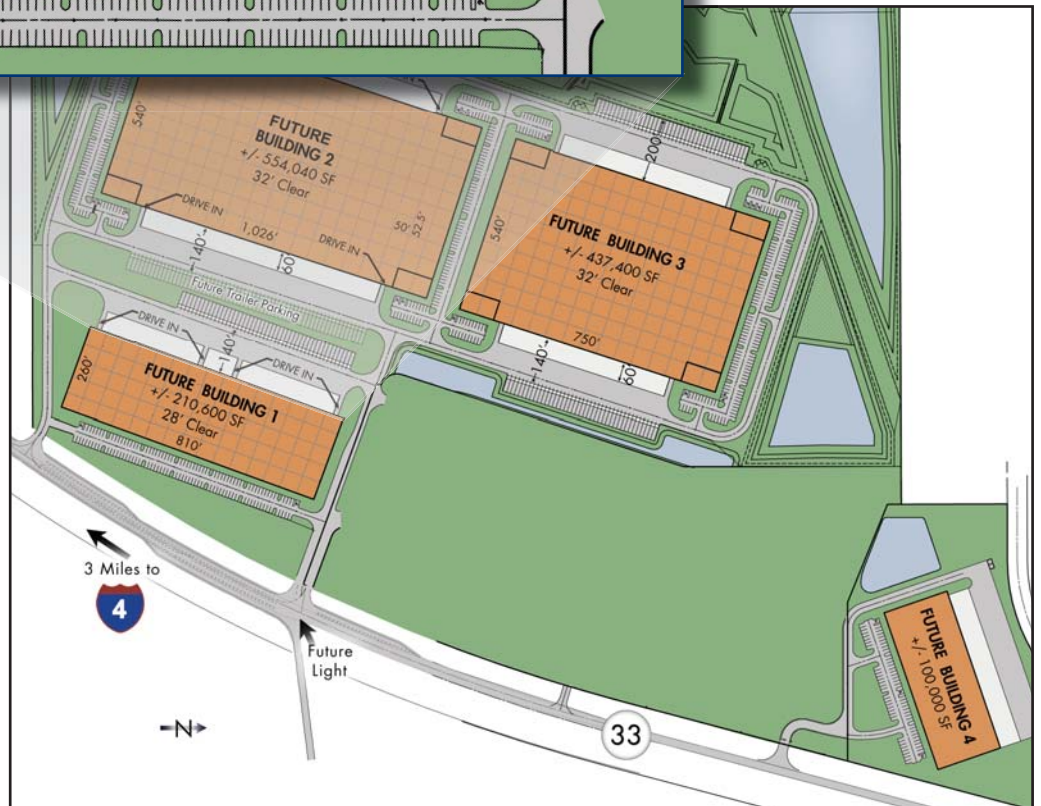 540'
FUTURE
BUILDING 2
+/- 554,040 SF
32' Clear
DRIVE IN
1,026'
DRIVE IN
50'
52.5'
140'
60'
200'
540'
FUTURE BUILDING 3
+/- 437,400 SF
32' Clear
750'
140'
60'
Future Trailer Parking
DRIVE IN
140'
DRIVE IN
260'
FUTURE BUILDING 1
+/- 210,600 SF
28' Clear
810'
3 Miles to
4
Future
Light
N
33
FUTURE BUILDING 4
+/- 100,000 SF